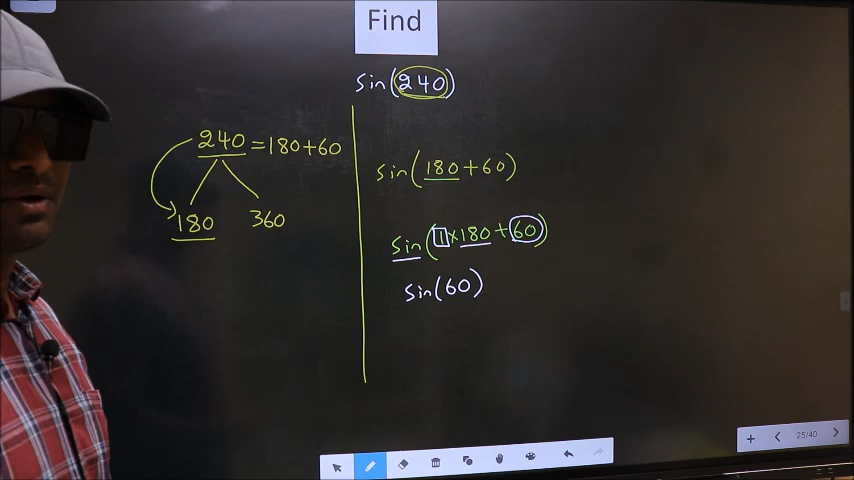 Find
sin(240)
240 = 180+60
180 360
sin(180+60)
sin(1×180+60)
sin(60)
25/40